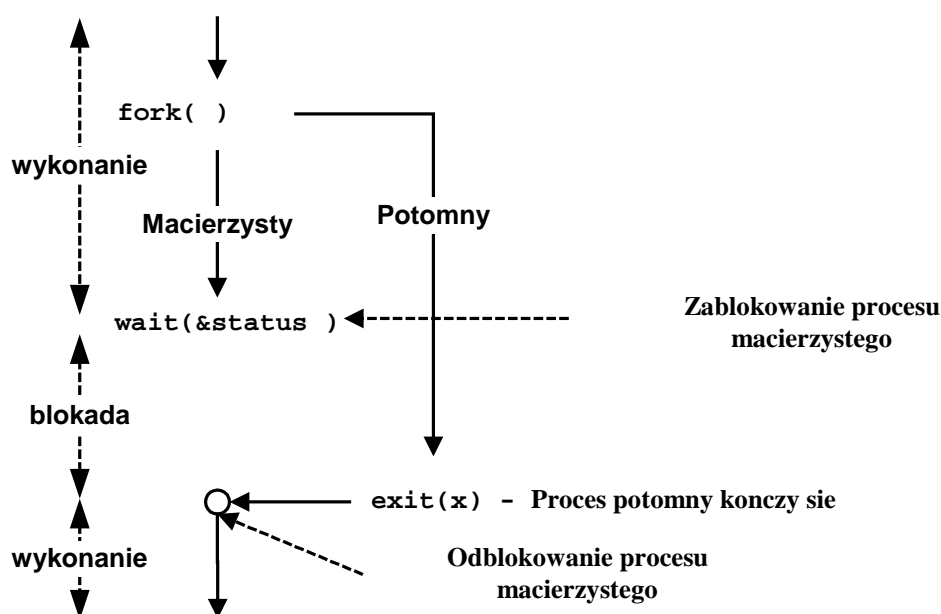 fork( )
wykonanie
Macierzysty
Potomny
Zablokowanie procesu
macierzystego
wait(&status )
blokada
exit(x) - Proces potomny konczy sie
wykonanie
Odblokowanie procesu
macierzystego